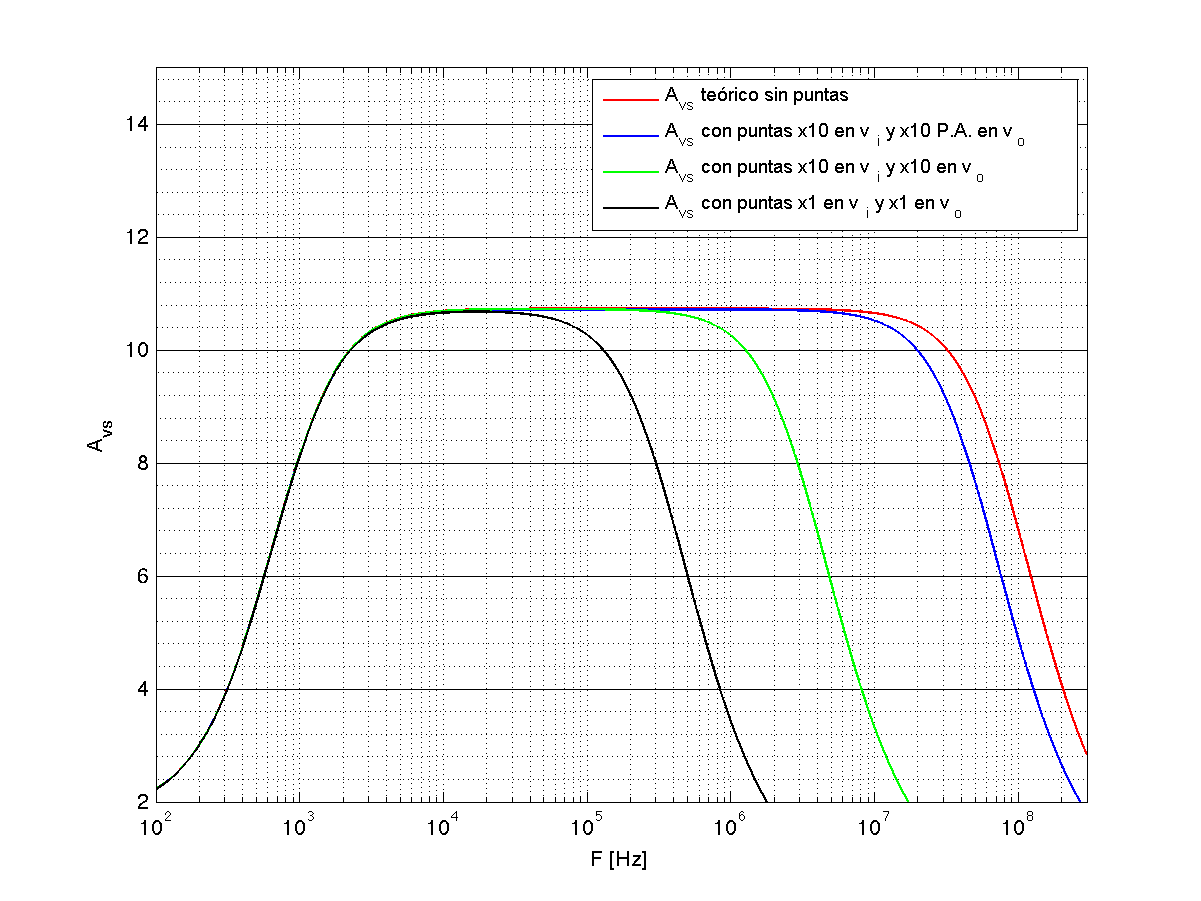 A_vs teórico sin puntas
A_vs con puntas x10 en v_i y x10 P.A. en v_o
A_vs con puntas x10 en v_i y x10 en v_o
A_vs con puntas x1 en v_i y x1 en v_o
14
12
10
8
6
4
2
A_vs
10^2 10^3 10^4 10^5 10^6 10^7 10^8
F [Hz]